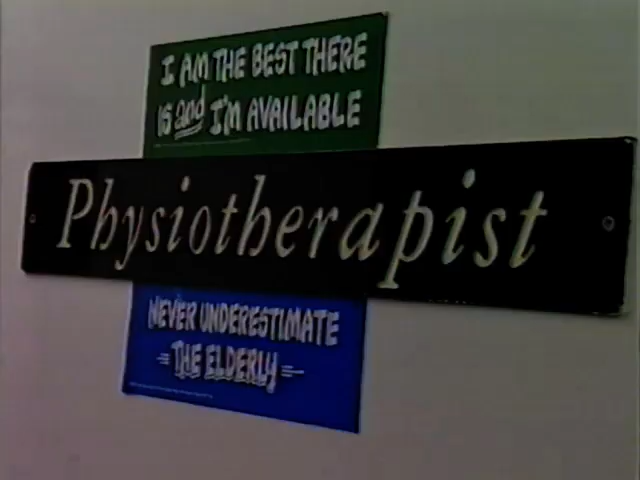 I AM THE BEST THERE
IS and I'M AVAILABLE
Physiotherapist
NEVER UNDERESTIMATE
THE ELDERLY